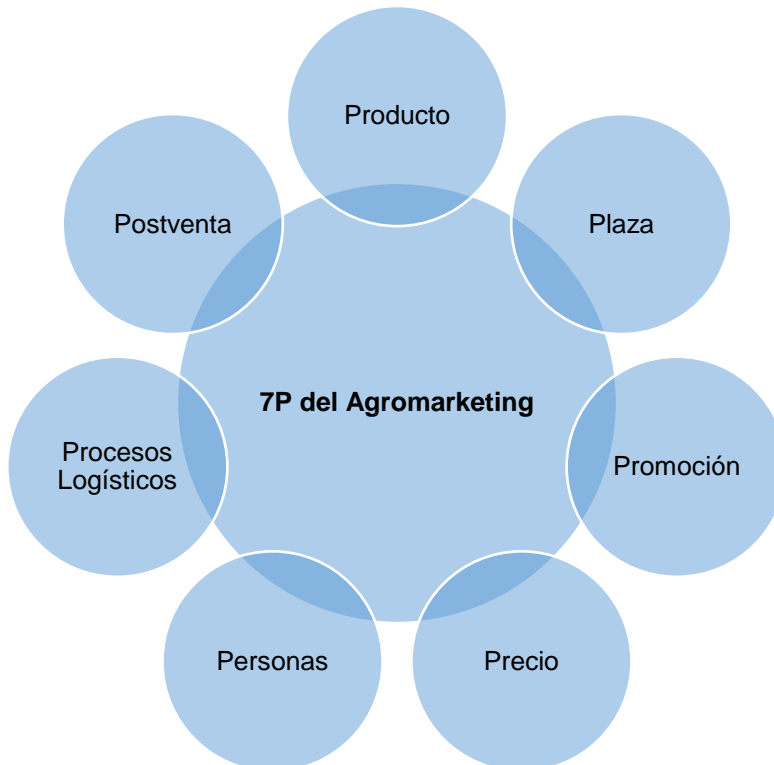 Producto
Postventa
Plaza
7P del Agromarketing
Procesos
Logísticos
Promoción
Personas
Precio